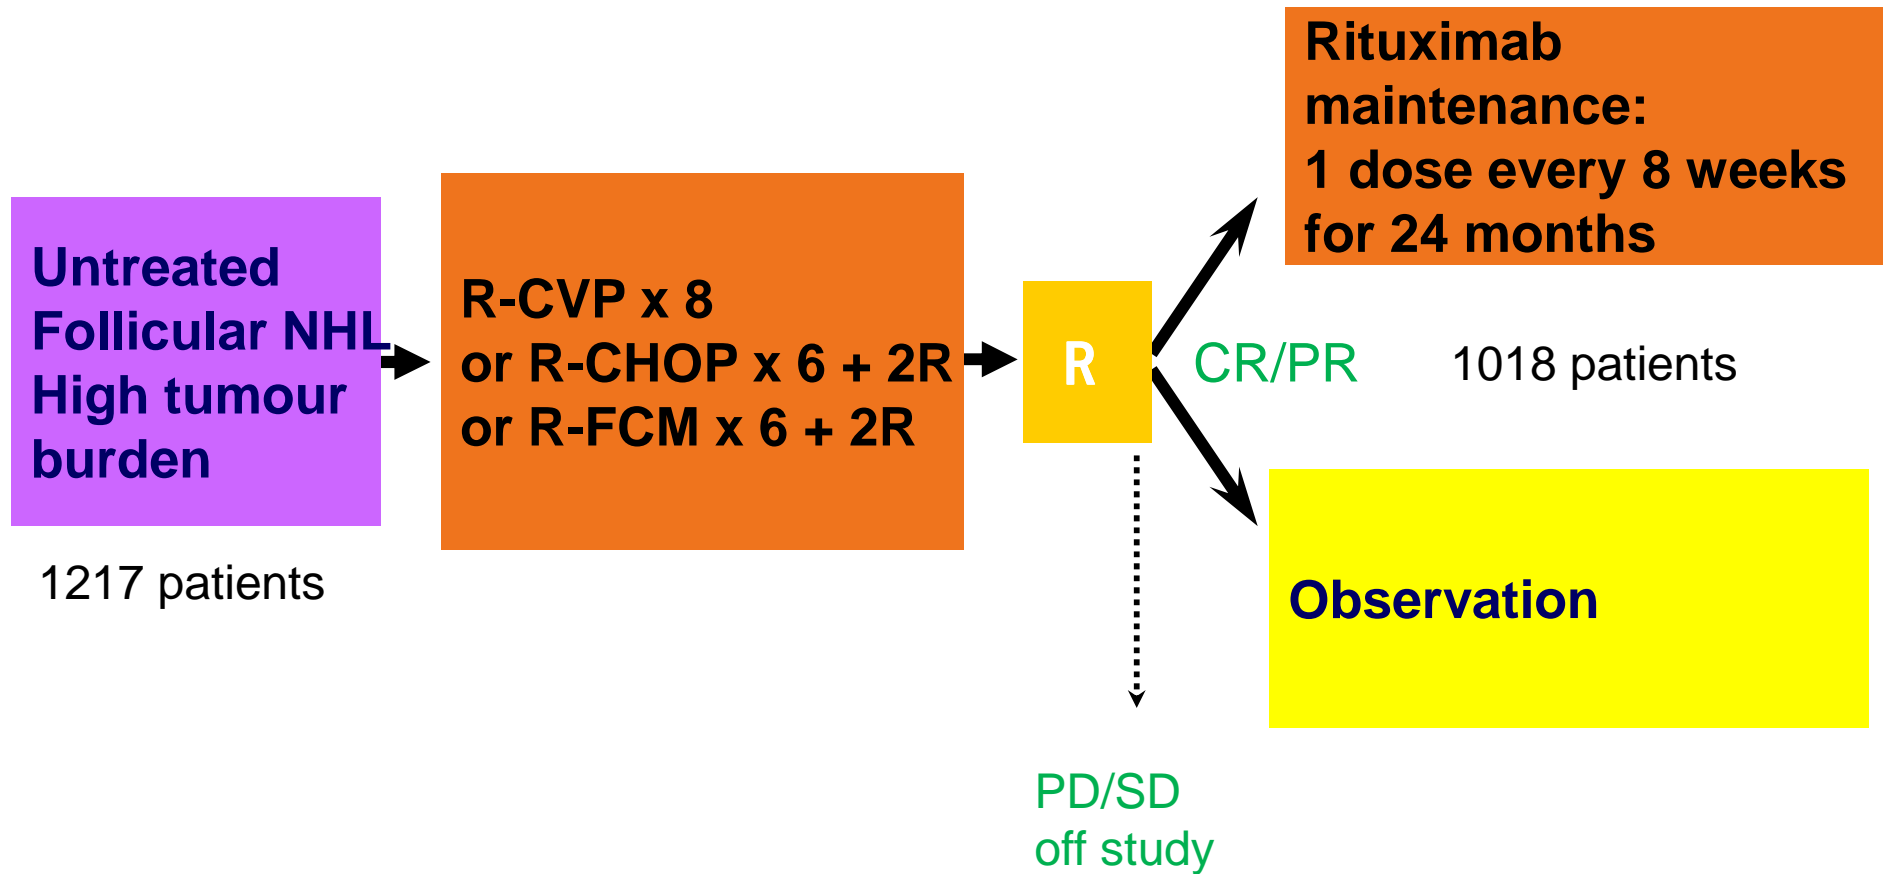 Untreated
Follicular NHL
High tumour
burden
1217 patients
R-CVP x 8
or R-CHOP x 6 + 2R
or R-FCM x 6 + 2R
R
CR/PR
1018 patients
Rituximab
maintenance:
1 dose every 8 weeks
for 24 months
Observation
PD/SD
off study